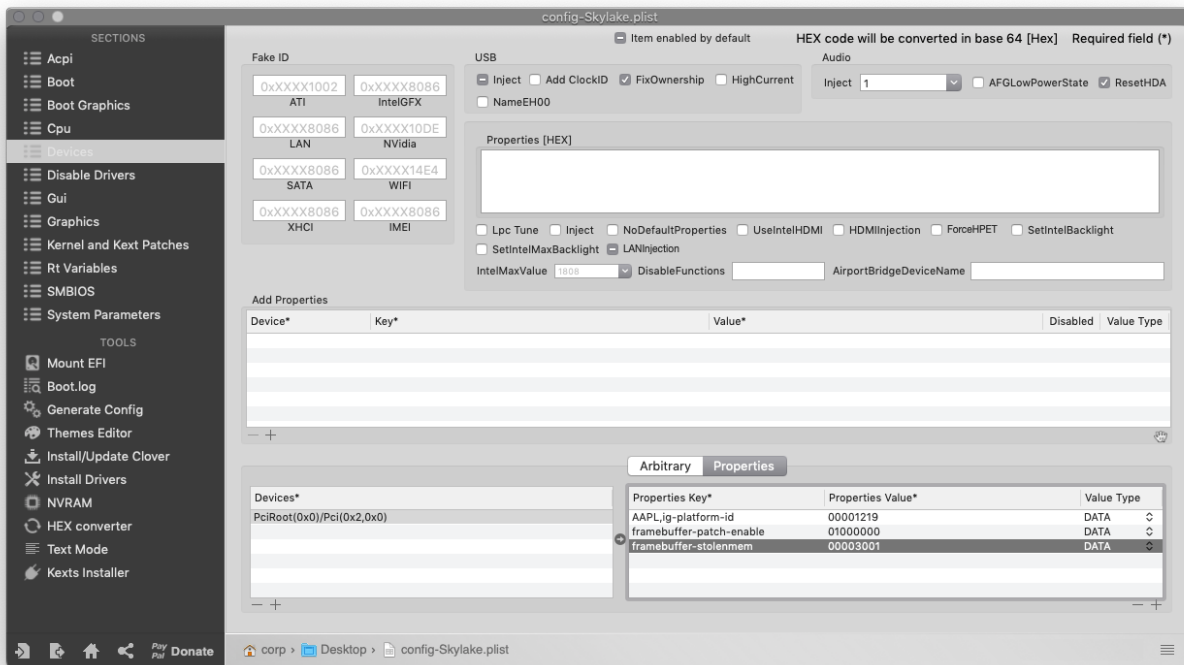 config-Skylake.plist
SECTIONS
Acpi
Boot
Boot Graphics
Cpu
Devices
Disable Drivers
Gui
Graphics
Kernel and Kext Patches
Rt Variables
SMBIOS
System Parameters
TOOLS
Mount EFI
Boot.log
Generate Config
Themes Editor
Install/Update Clover
Install Drivers
NVRAM
HEX converter
Text Mode
Kexts Installer
Pay Pal Donate
Item enabled by default HEX code will be converted in base 64 [Hex] Required field (*)
Fake ID
0xXXXX1002 0xXXXX8086
ATI IntelGFX
0xXXXX8086 0xXXXX10DE
LAN NVidia
0xXXXX8086 0xXXXX14E4
SATA WIFI
0xXXXX8086 0xXXXX8086
XHCI IMEI
USB
Inject Add ClockID FixOwnership HighCurrent
NameEH00
Audio
Inject 1 AFGLowPowerState ResetHDA
Properties [HEX]
Lpc Tune Inject NoDefaultProperties UseIntelHDMI HDMIInjection ForceHPET SetIntelBacklight
SetIntelMaxBacklight LANInjection
IntelMaxValue 1808 DisableFunctions AirportBridgeDeviceName
Add Properties
Device* Key* Value* Disabled Value Type
Arbitrary Properties
Devices*
PciRoot(0x0)/Pci(0x2,0x0)
Properties Key* Properties Value* Value Type
AAPL,ig-platform-id 00001219 DATA
framebuffer-patch-enable 01000000 DATA
framebuffer-stolenmem 00003001 DATA
corp › Desktop › config-Skylake.plist